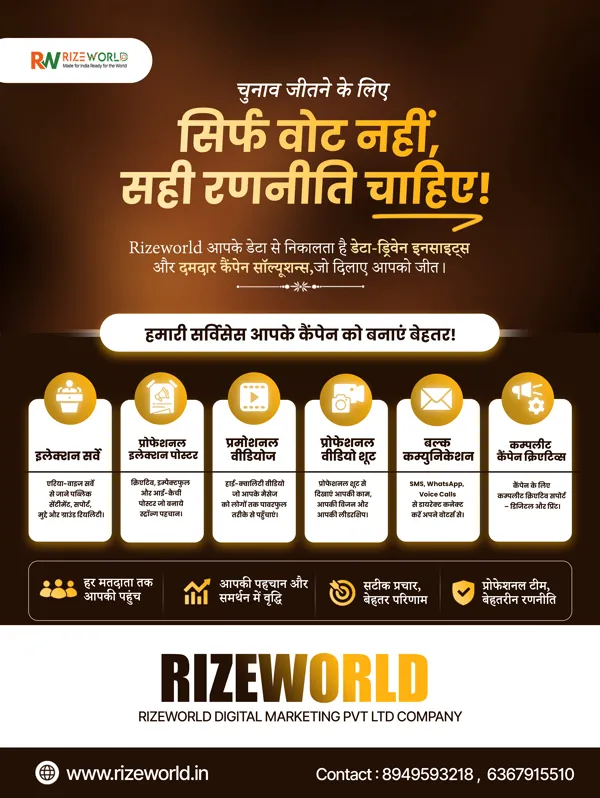 RW RIZEWORLD
Made for India Ready for the World
चुनाव जीतने के लिए
सिर्फ वोट नहीं,
सही रणनीति चाहिए!
Rizeworld आपके डेटा से निकालता है डेटा-ड्रिवेन इनसाइट्स
और दमदार कैंपेन सॉल्यूशन्स,जो दिलाए आपको जीत।
हमारी सर्विसेस आपके कैंपेन को बनाएं बेहतर!
इलेक्शन सर्वे
एरिया-वाइज सर्वे
से जाने पब्लिक
सेंटीमेंट, सपोर्ट,
मुद्दे और ग्राउंड रियलिटी।
प्रोफेशनल
इलेक्शन पोस्टर
क्रिएटिव, इम्पैक्टफुल
और आई-कैची
पोस्टर जो बनाये
स्ट्रॉन्ग पहचान।
प्रमोशनल
वीडियोज
हाई-क्वालिटी वीडियो
जो आपके मैसेज
को लोगों तक पावरफुल
तरीके से पहुँचाएं।
प्रोफेशनल
वीडियो शूट
प्रोफेशनल शूट से
दिखाएं आपकी काम,
आपकी विजन और
आपकी लीडरशिप।
बल्क
कम्युनिकेशन
SMS, WhatsApp,
Voice Calls
से डायरेक्ट कनेक्ट
करें अपने वोटर्स से।
कम्पलीट
कैंपेन क्रिएटिव्स
कैंपेन के लिए
कम्पलीट क्रिएटिव सपोर्ट
– डिजिटल और प्रिंट।
हर मतदाता तक
आपकी पहुंच
आपकी पहचान और
समर्थन में वृद्धि
सटीक प्रचार,
बेहतर परिणाम
प्रोफेशनल टीम,
बेहतरीन रणनीति
RIZEWORLD
RIZEWORLD DIGITAL MARKETING PVT LTD COMPANY
www.rizeworld.in
Contact : 8949593218 , 6367915510